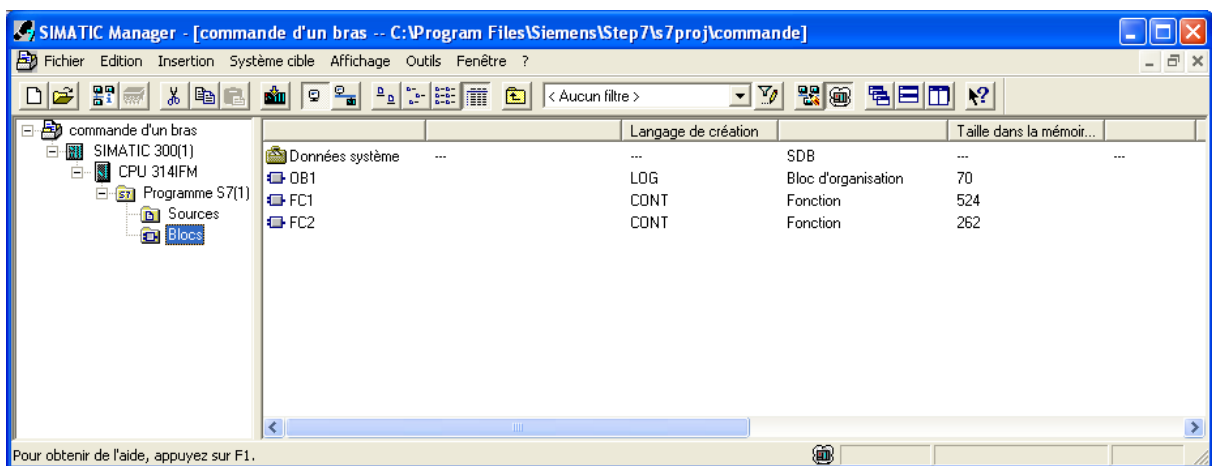 SIMATIC Manager - [commande d'un bras -- C:\Program Files\Siemens\Step7\s7proj\commande]
Fichier Edition Insertion Système cible Affichage Outils Fenêtre ?
< Aucun filtre >
commande d'un bras
SIMATIC 300(1)
CPU 314IFM
S7 Programme S7(1)
Sources
Blocs
Langage de création Taille dans la mémoir...
Données système --- --- SDB --- ---
OB1 LOG Bloc d'organisation 70
FC1 CONT Fonction 524
FC2 CONT Fonction 262
Pour obtenir de l'aide, appuyez sur F1.